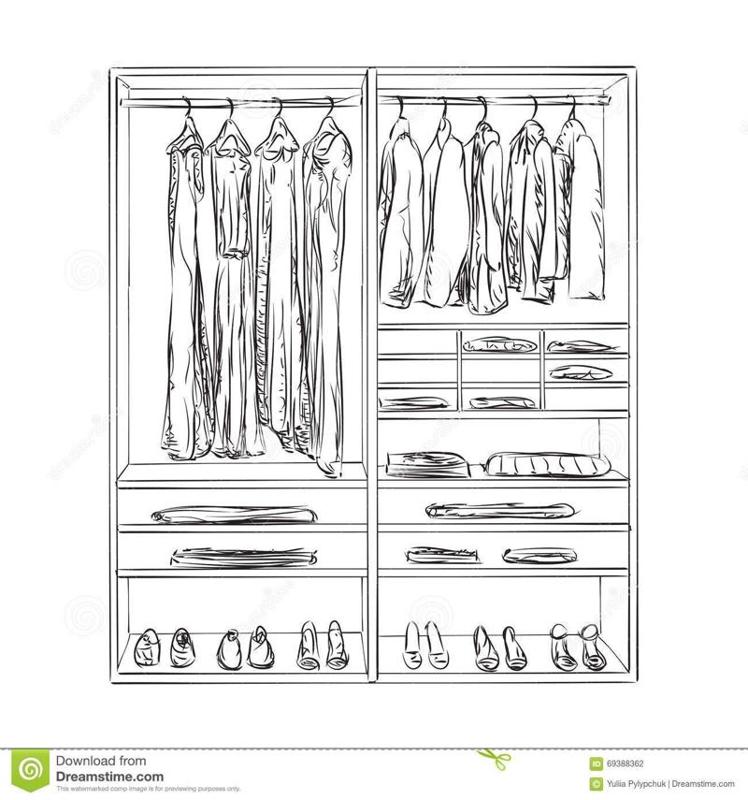 Download from
Dreamstime.com
This watermarked comp image is for previewing purposes only.
ID 69388362
© Yuliia Pylypchuk | Dreamstime.com